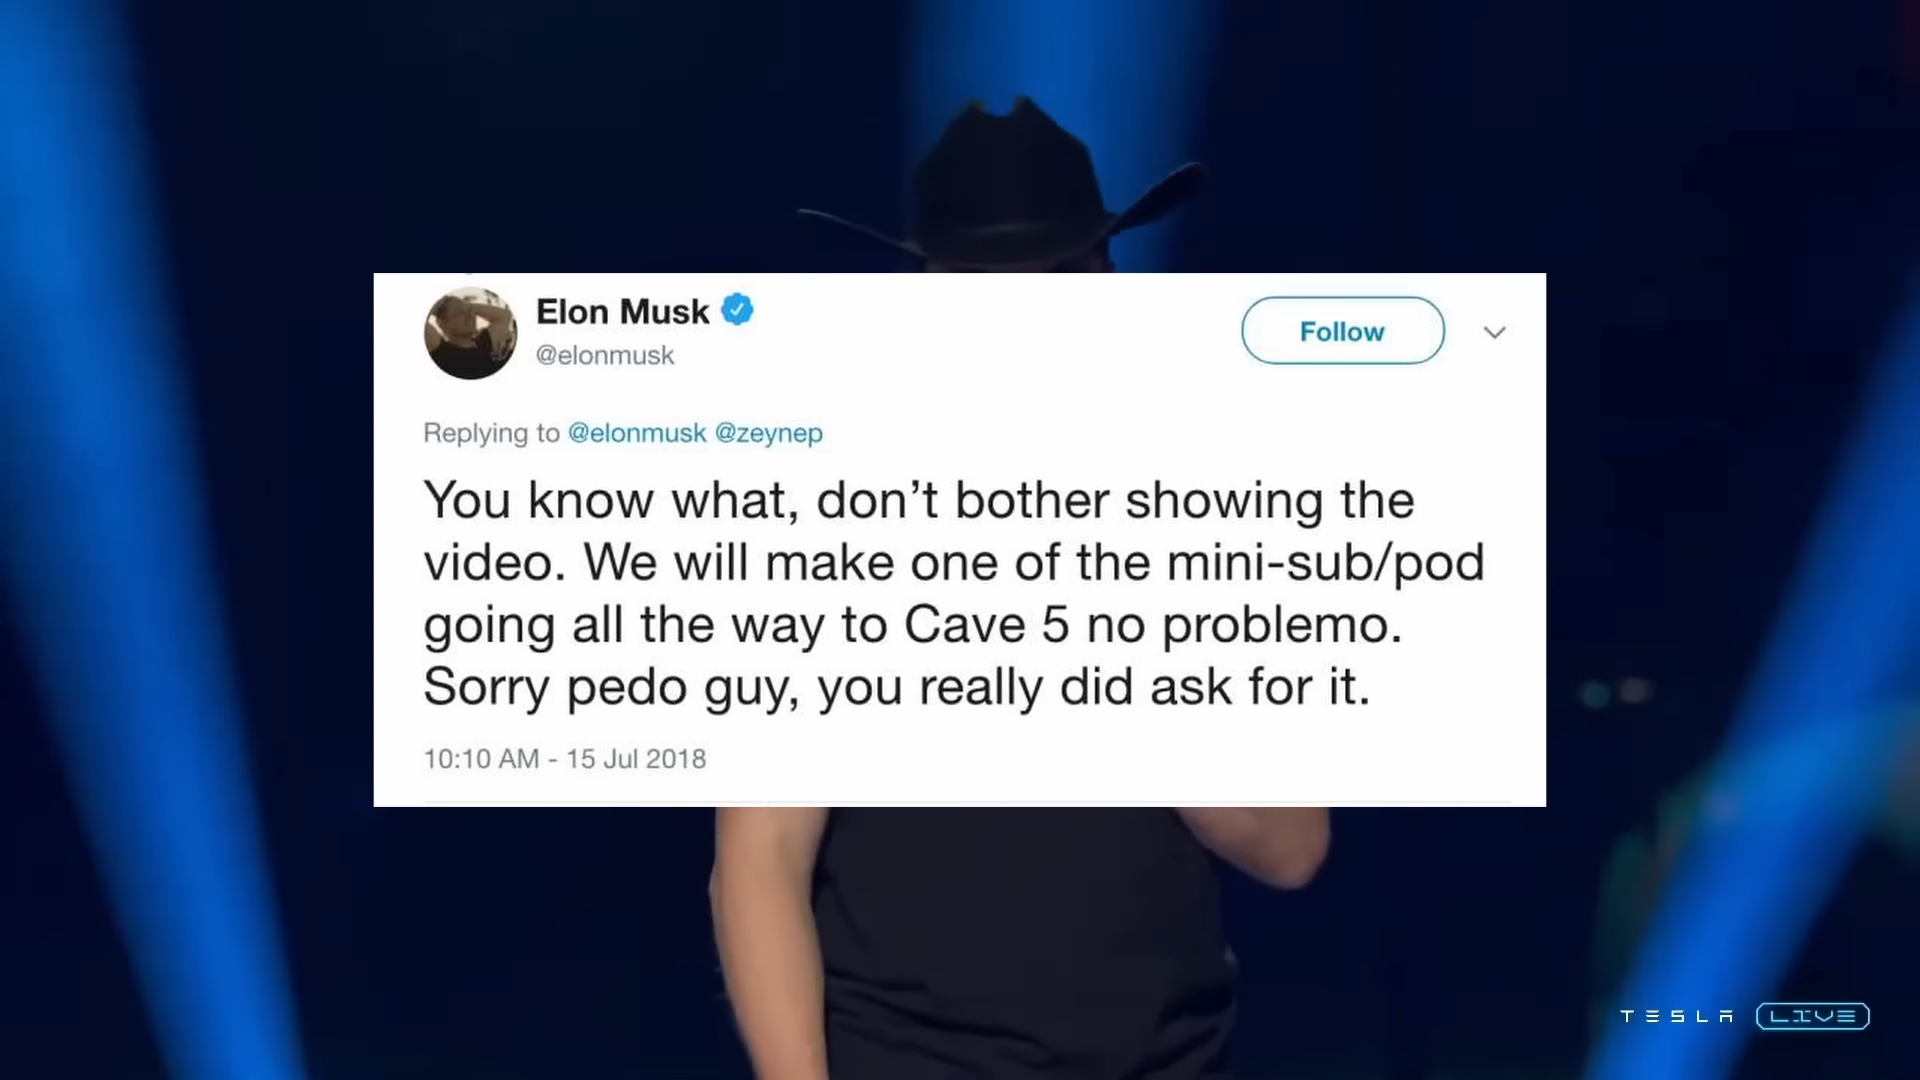 Elon Musk
@elonmusk
Follow
Replying to @elonmusk @zeynep
You know what, don’t bother showing the
video. We will make one of the mini-sub/pod
going all the way to Cave 5 no problemo.
Sorry pedo guy, you really did ask for it.
10:10 AM - 15 Jul 2018
TESLA LIVE